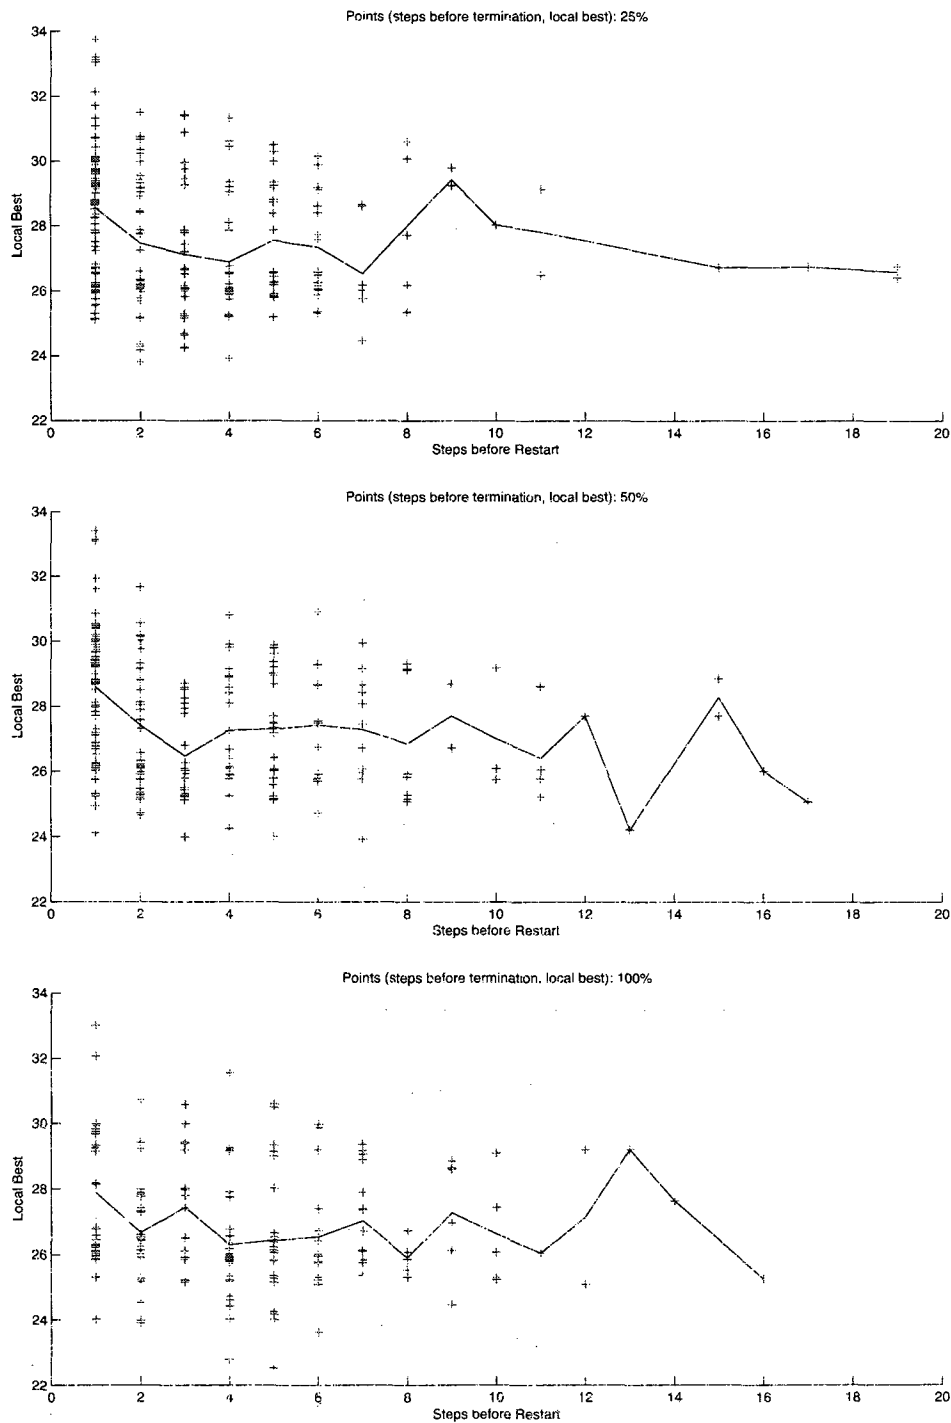 Points (steps before termination, local best): 25%
34
32
30
28
26
24
22
Local Best
0 2 4 6 8 10 12 14 16 18 20
Steps before Restart
Points (steps before termination, local best): 50%
34
32
30
28
26
24
22
Local Best
0 2 4 6 8 10 12 14 16 18 20
Steps before Restart
Points (steps before termination, local best): 100%
34
32
30
28
26
24
22
Local Best
0 2 4 6 8 10 12 14 16 18 20
Steps before Restart